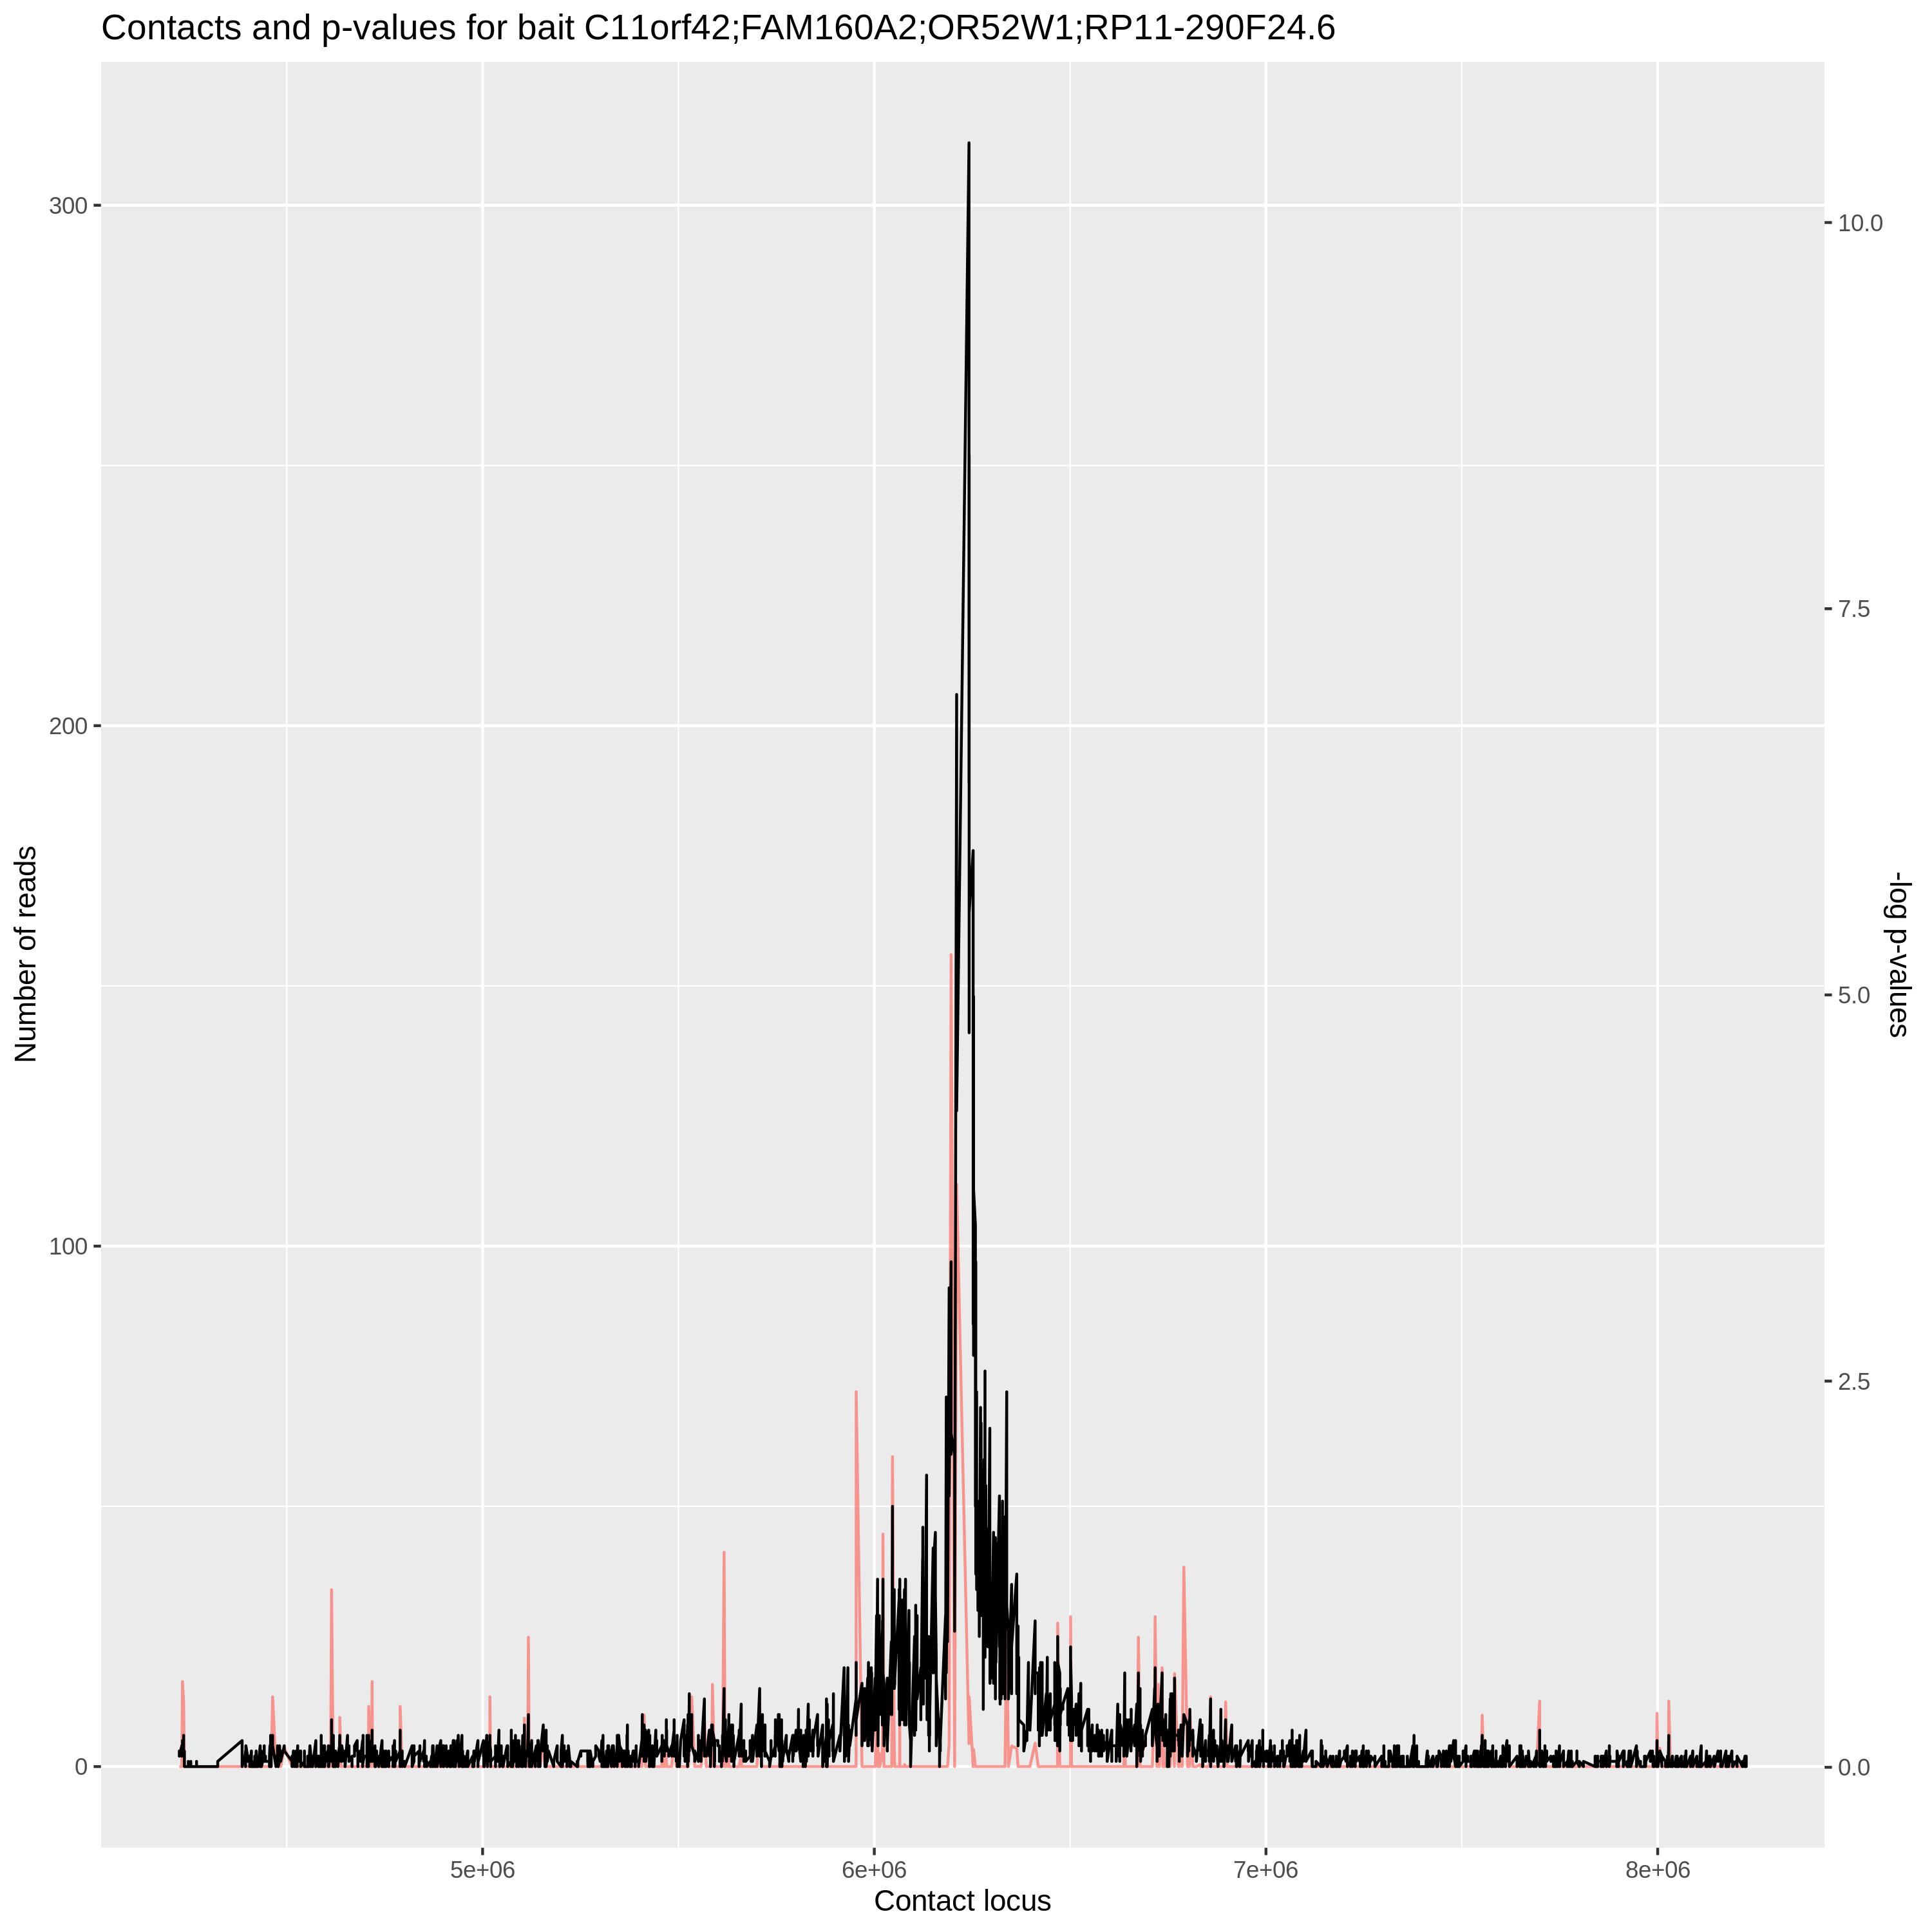 Contacts and p-values for bait C11orf42;FAM160A2;OR52W1;RP11-290F24.6
300
200
100
0
Number of reads
10.0
7.5
5.0
2.5
0.0
-log p-values
5e+06
6e+06
7e+06
8e+06
Contact locus